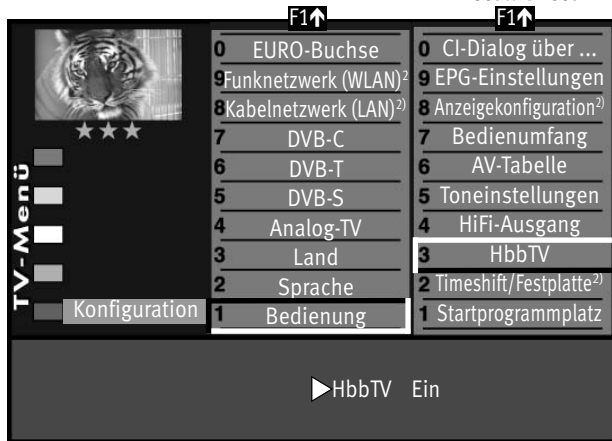 F1↑ F1↑
0 EURO-Buchse
9 Funknetzwerk (WLAN)2
8 Kabelnetzwerk (LAN)2)
7 DVB-C
6 DVB-T
5 DVB-S
4 Analog-TV
3 Land
2 Sprache
1 Bedienung
0 CI-Dialog über ...
9 EPG-Einstellungen
8 Anzeigekonfiguration2)
7 Bedienumfang
6 AV-Tabelle
5 Toneinstellungen
4 HiFi-Ausgang
3 HbbTV
2 Timeshift/Festplatte2)
1 Startprogrammplatz
TV-Menü
Konfiguration
HbbTV Ein